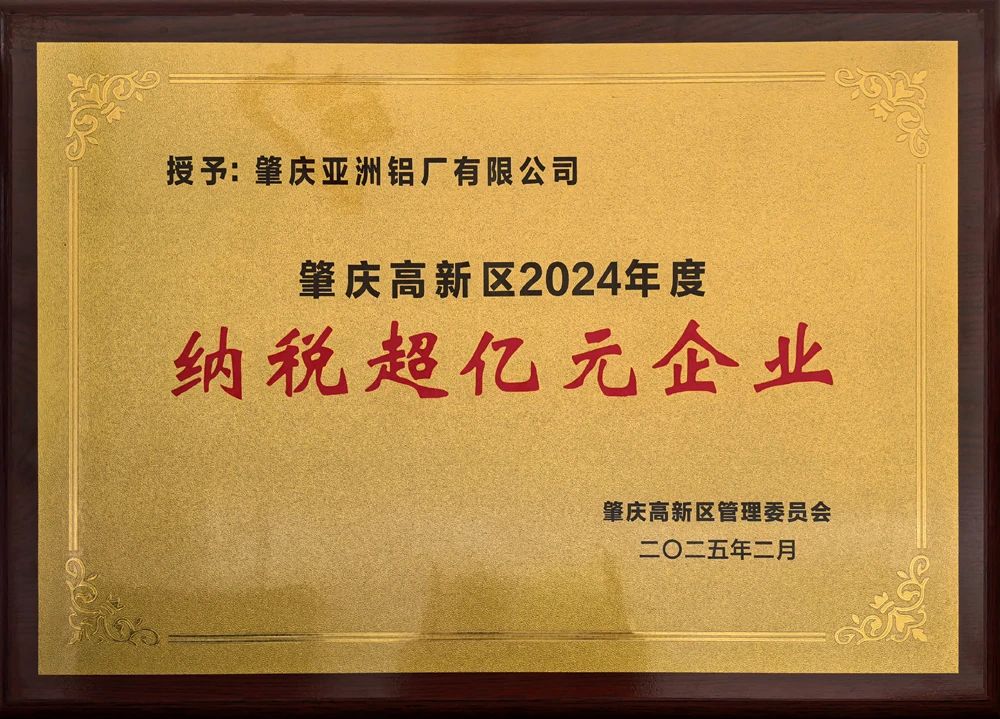 授予: 肇庆亚洲铝厂有限公司
肇庆高新区2024年度
纳税超亿元企业
肇庆高新区管理委员会
二〇二五年二月